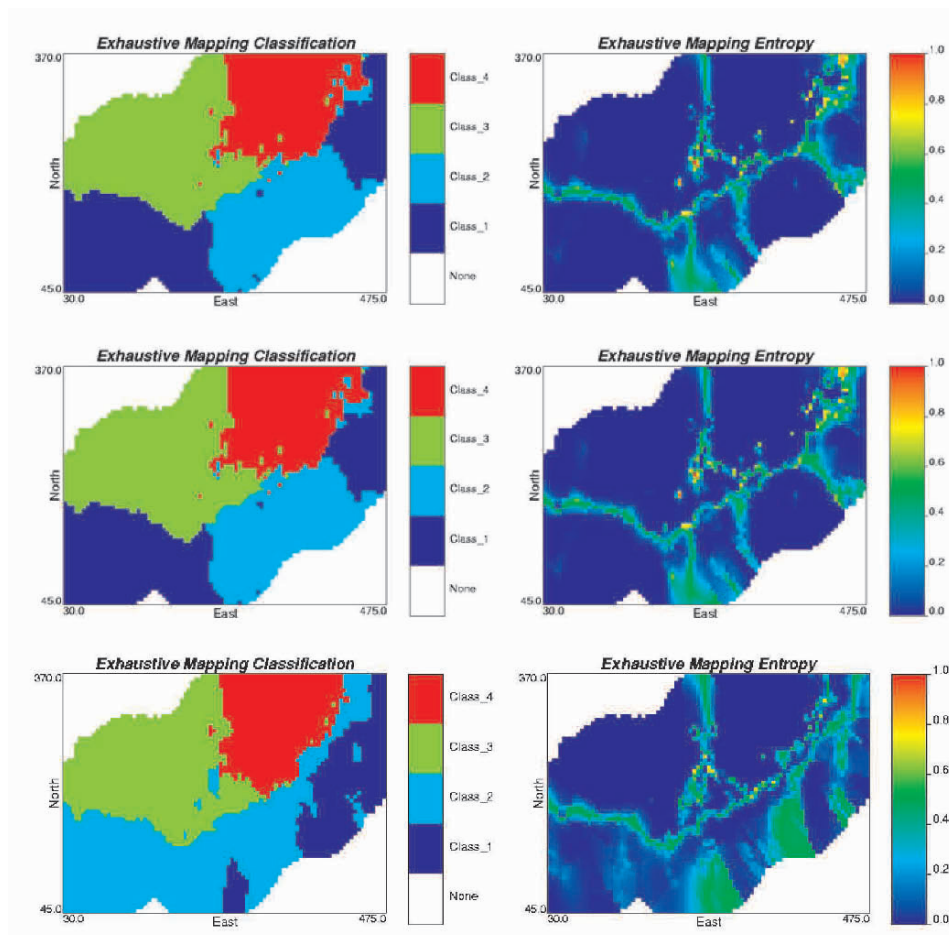 Exhaustive Mapping Classification
370.0
North
45.0
30.0
East
475.0
Class_4
Class_3
Class_2
Class_1
None
Exhaustive Mapping Entropy
370.0
North
45.0
30.0
East
475.0
1.0
0.8
0.6
0.4
0.2
0.0
Exhaustive Mapping Classification
370.0
North
45.0
30.0
East
475.0
Class_4
Class_3
Class_2
Class_1
None
Exhaustive Mapping Entropy
370.0
North
45.0
30.0
East
475.0
1.0
0.8
0.6
0.4
0.2
0.0
Exhaustive Mapping Classification
370.0
North
45.0
30.0
East
475.0
Class_4
Class_3
Class_2
Class_1
None
Exhaustive Mapping Entropy
370.0
North
45.0
30.0
East
475.0
1.0
0.8
0.6
0.4
0.2
0.0